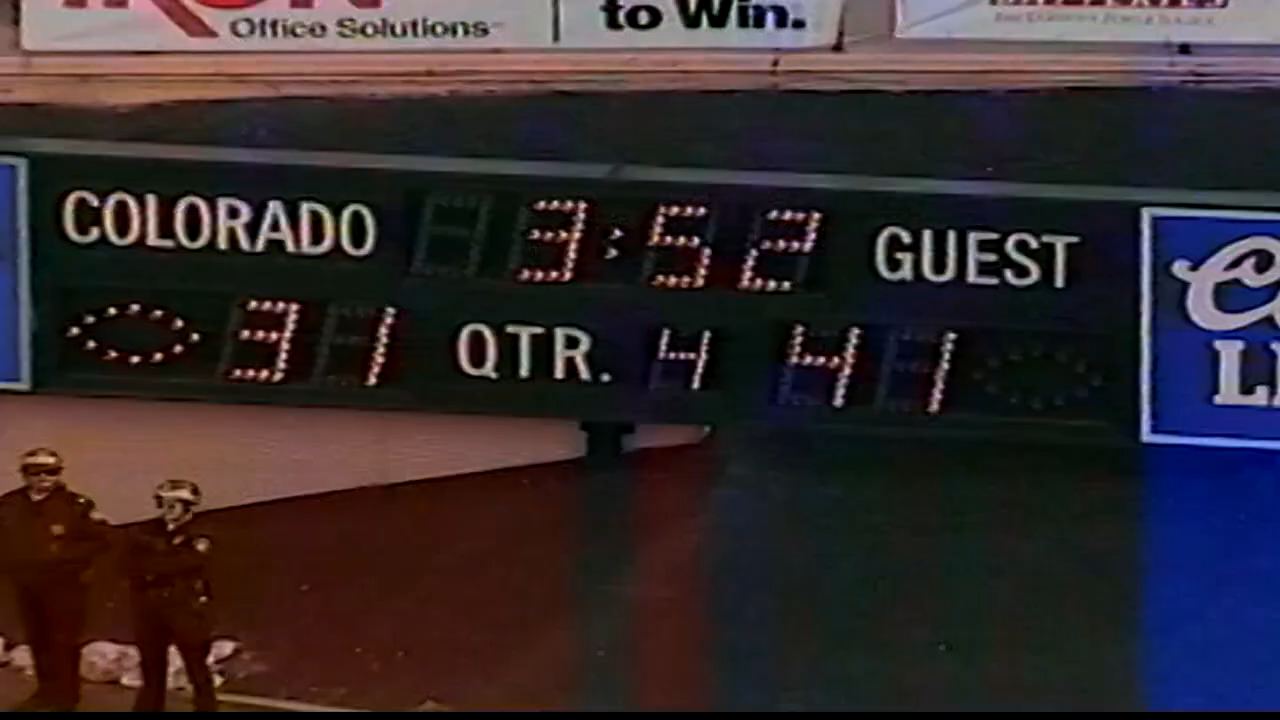 Office Solutions
to Win.
COLORADO 3:52 GUEST
31 QTR. 4 41